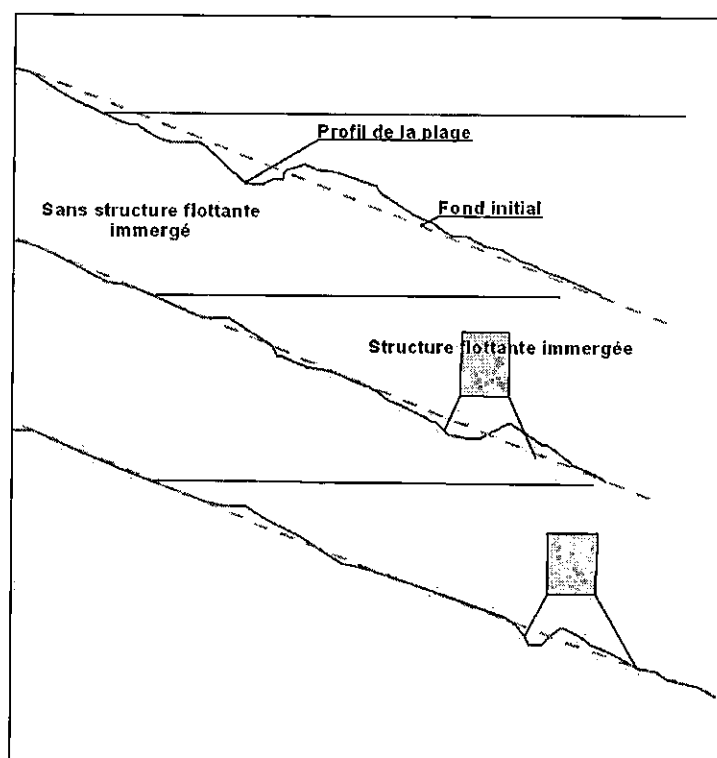 Profil de la plage
Sans structure flottante
immergé
Fond initial
Structure flottante immergée